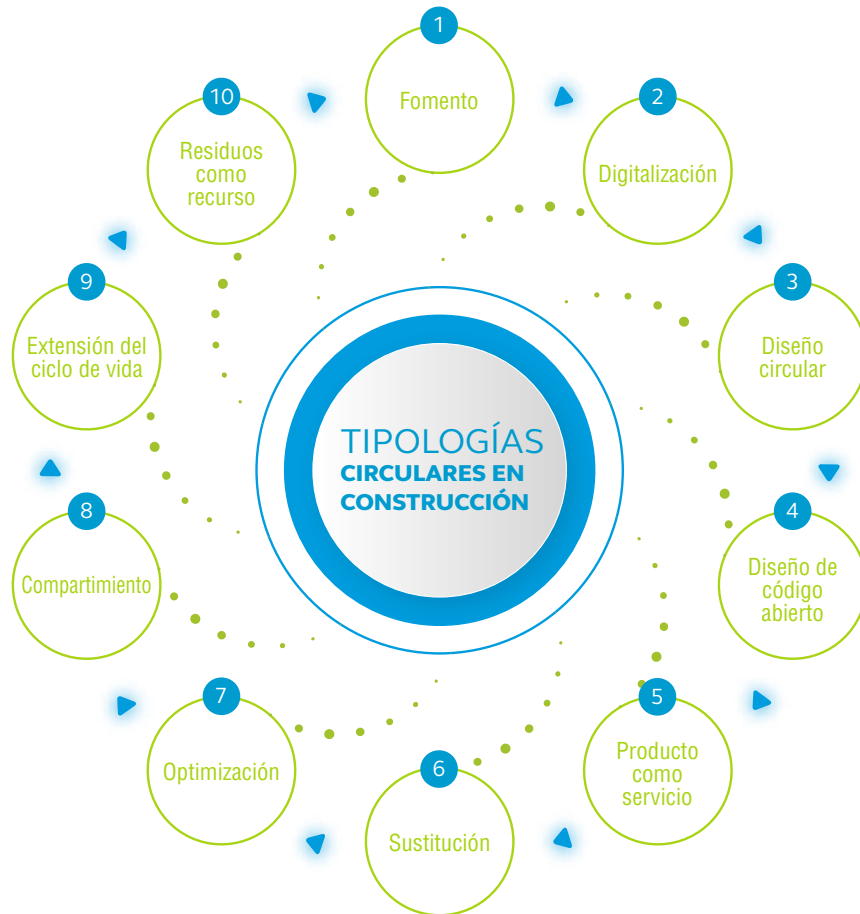 TIPOLOGÍAS
CIRCULARES EN
CONSTRUCCIÓN
1
Fomento
2
Digitalización
3
Diseño
circular
4
Diseño de
código
abierto
5
Producto
como
servicio
6
Sustitución
7
Optimización
8
Compartimiento
9
Extensión del
ciclo de vida
10
Residuos
como
recurso